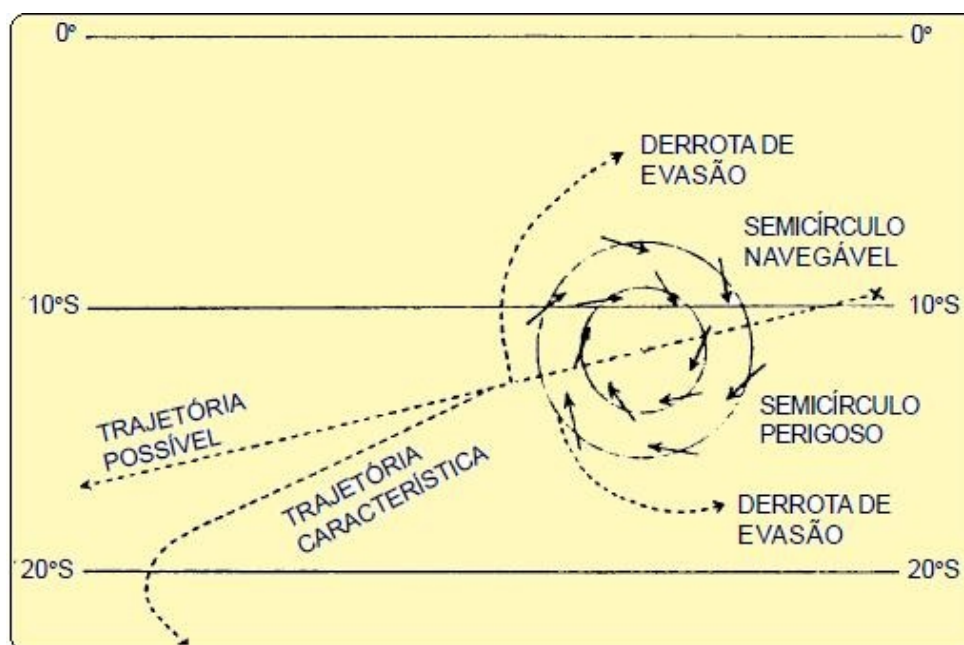 0° 0°
DERROTA DE
EVASÃO
SEMICÍRCULO
NAVEGÁVEL
10°S 10°S
TRAJETÓRIA
POSSÍVEL
SEMICÍRCULO
PERIGOSO
TRAJETÓRIA
CARACTERÍSTICA
DERROTA DE
EVASÃO
20°S 20°S